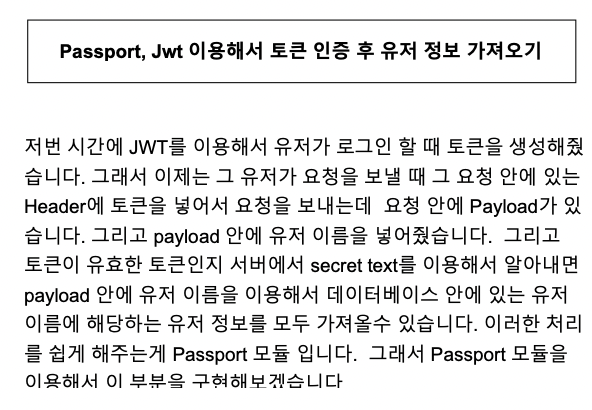 Passport, Jwt 이용해서 토큰 인증 후 유저 정보 가져오기
저번 시간에 JWT를 이용해서 유저가 로그인 할 때 토큰을 생성해줬
습니다. 그래서 이제는 그 유저가 요청을 보낼 때 그 요청 안에 있는
Header에 토큰을 넣어서 요청을 보내는데  요청 안에 Payload가 있
습니다. 그리고 payload 안에 유저 이름을 넣어줬습니다.  그리고
토큰이 유효한 토큰인지 서버에서 secret text를 이용해서 알아내면
payload 안에 유저 이름을 이용해서 데이터베이스 안에 있는 유저
이름에 해당하는 유저 정보를 모두 가져올수 있습니다. 이러한 처리
를 쉽게 해주는게 Passport 모듈 입니다.  그래서 Passport 모듈을
이용해서 이 부분을 구현해보겠습니다